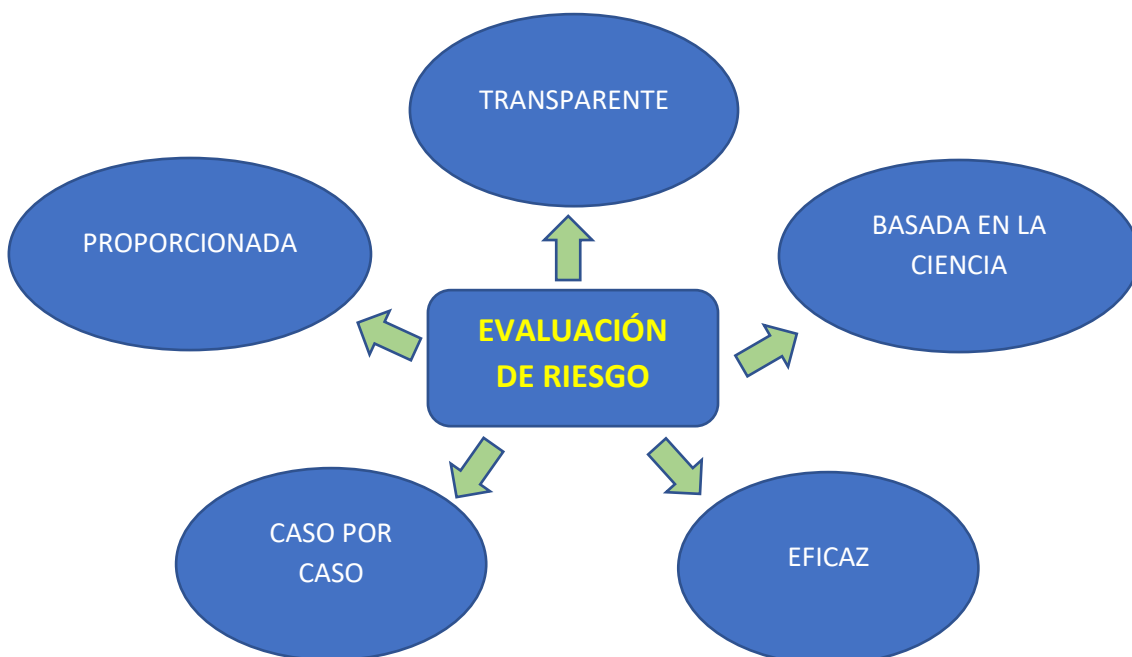 TRANSPARENTE
PROPORCIONADA
BASADA EN LA
CIENCIA
EVALUACIÓN
DE RIESGO
CASO POR
CASO
EFICAZ